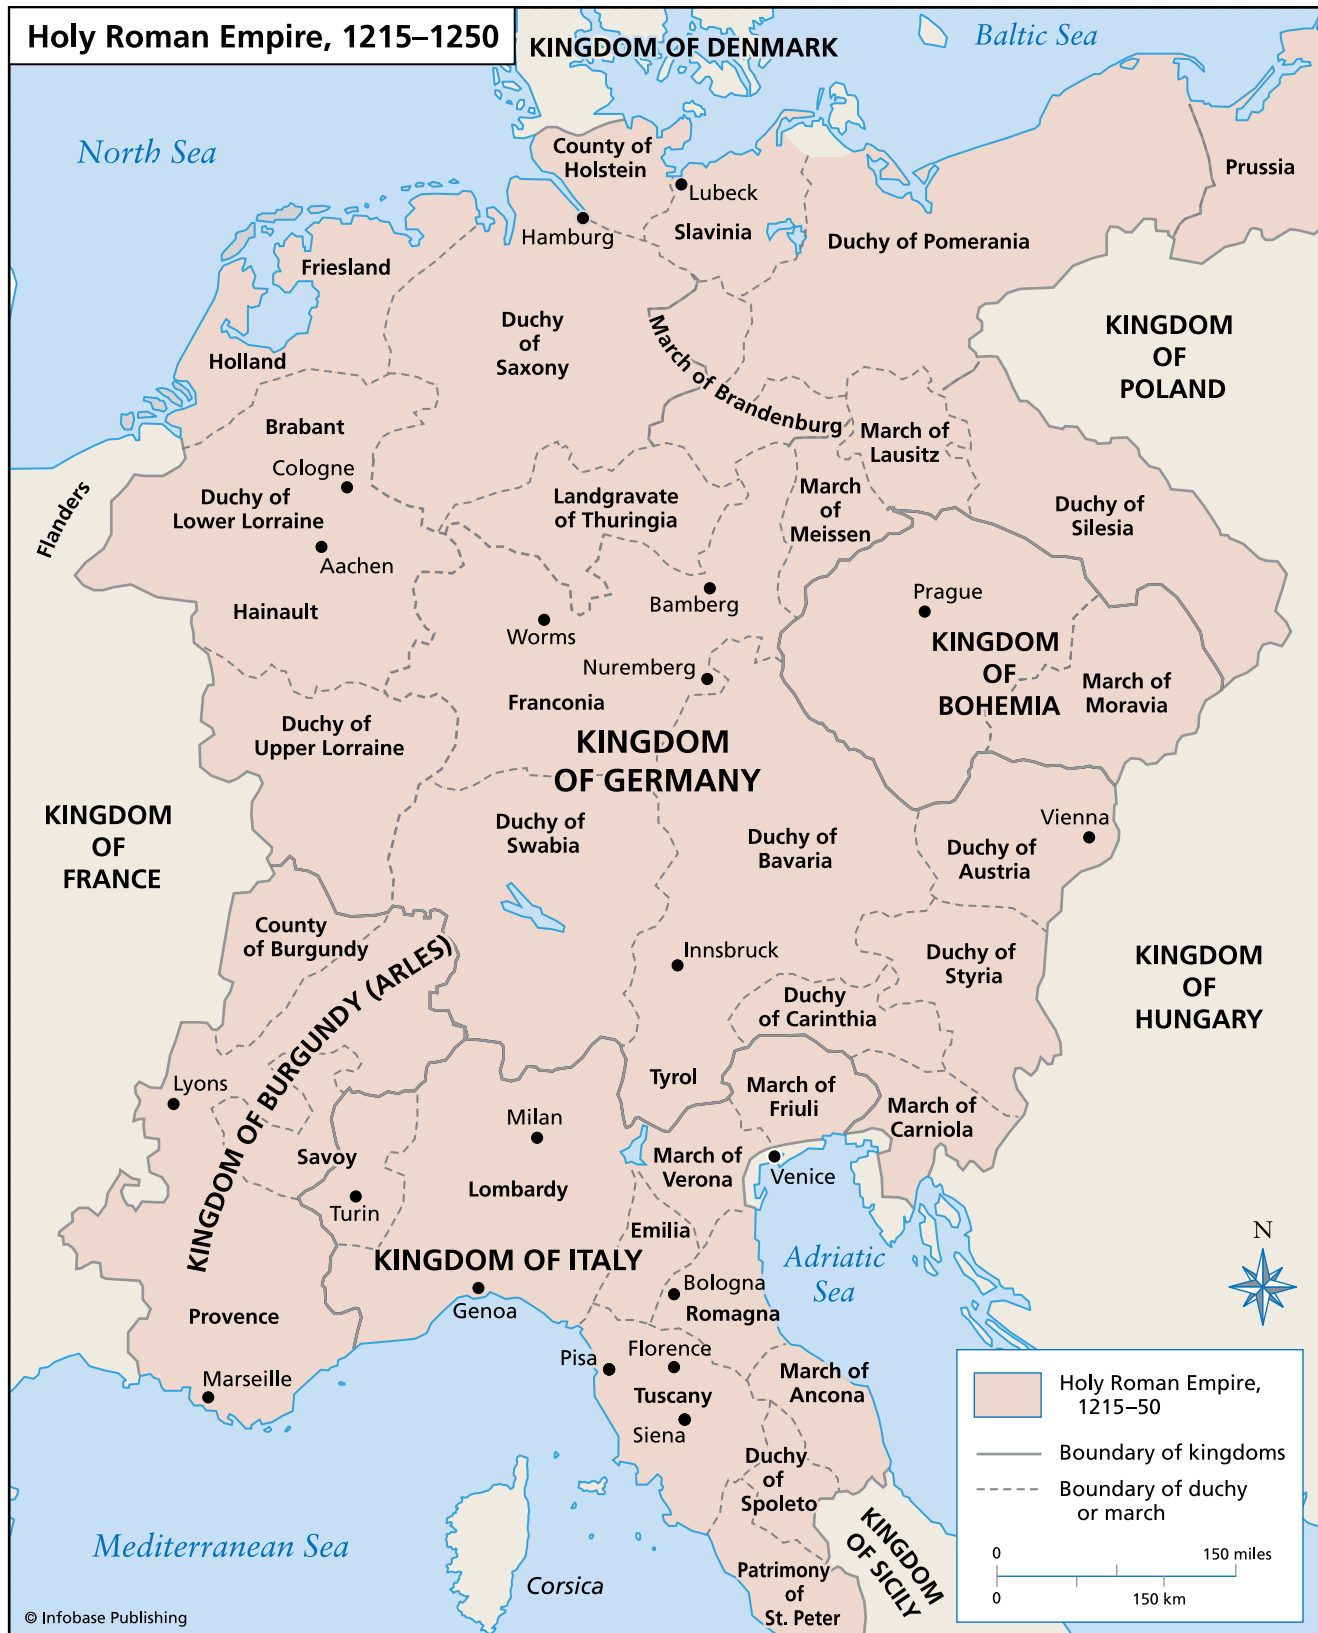 Holy Roman Empire, 1215–1250
KINGDOM OF DENMARK
Baltic Sea
North Sea
County of
Holstein
Prussia
Lubeck
Slavinia
Hamburg
Duchy of Pomerania
Friesland
Duchy
of
Saxony
March of Brandenburg
KINGDOM
OF
POLAND
Holland
Brabant
March of
Lausitz
Cologne
Duchy of
Lower Lorraine
Landgravate
of Thuringia
March
of
Meissen
Duchy of
Silesia
Flanders
Aachen
Hainault
Bamberg
Prague
Worms
KINGDOM
OF
BOHEMIA
Nuremberg
March of
Moravia
Franconia
Duchy of
Upper Lorraine
KINGDOM
OF GERMANY
KINGDOM
OF
FRANCE
Duchy of
Swabia
Duchy of
Bavaria
Vienna
Duchy of
Austria
County
of Burgundy
KINGDOM OF BURGUNDY (ARLES)
Innsbruck
Duchy of
Styria
KINGDOM
OF
HUNGARY
Duchy
of Carinthia
Lyons
Tyrol
March of
Friuli
March of
Carniola
Milan
Savoy
March of
Verona
Venice
Lombardy
Turin
Emilia
KINGDOM OF ITALY
Adriatic
Sea
N
Bologna
Romagna
Genoa
Provence
Pisa
Florence
Marseille
Tuscany
March of
Ancona
Siena
Duchy
of
Spoleto
KINGDOM
OF SICILY
Mediterranean Sea
Corsica
Patrimony
of
St. Peter
Holy Roman Empire,
1215–50
Boundary of kingdoms
Boundary of duchy
or march
0
150 miles
0
150 km
© Infobase Publishing